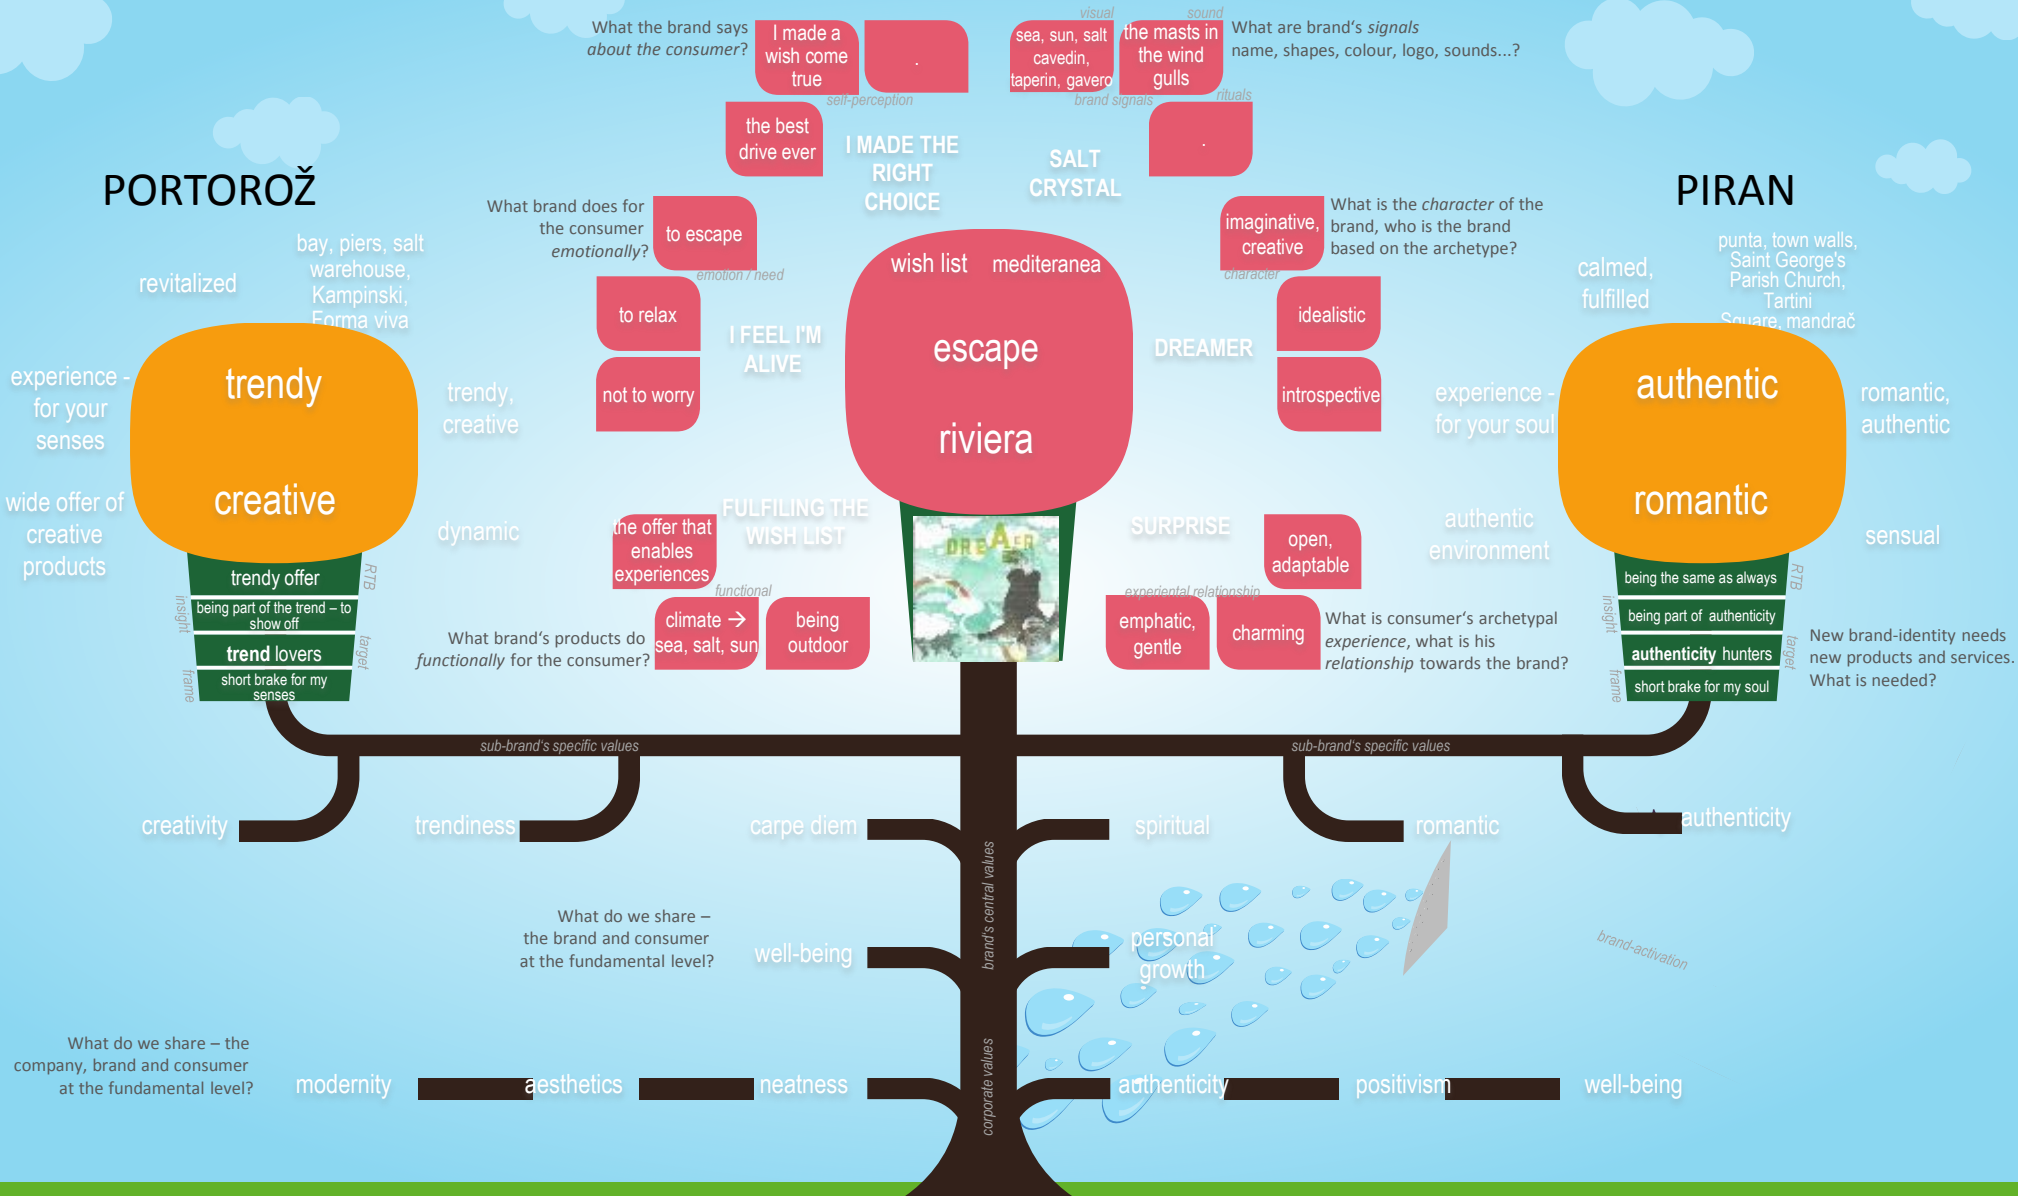 What the brand says
about the consumer?
I made a
wish come
true
.
self-perception
the best
drive ever
I MADE THE
RIGHT
CHOICE
visual
sound
sea, sun, salt
cavedin,
taperin, gavero
the masts in
the wind
gulls
brand signals
rituals
.
What are brand's signals
name, shapes, colour, logo, sounds...?
SALT
CRYSTAL
PORTOROŽ
PIRAN
What brand does for
the consumer
emotionally?
to escape
emotion / need
to relax
not to worry
I FEEL I'M
ALIVE
wish list
mediteranea
escape
riviera
imaginative,
creative
character
What is the character of the
brand, who is the brand
based on the archetype?
idealistic
introspective
DREAMER
revitalized
bay, piers, salt
warehouse,
Kampinski,
Forma viva
experience -
for your
senses
trendy
creative
trendy,
creative
wide offer of
creative
products
dynamic
calmed,
fulfilled
punta, town walls,
Saint George's
Parish Church,
Tartini
Square, mandrač
experience -
for your soul
authentic
romantic
romantic,
authentic
authentic
environment
sensual
FULFILING THE
WISH LIST
the offer that
enables
experiences
functional
climate →
sea, salt, sun
being
outdoor
What brand's products do
functionally for the consumer?
DREAMER
SURPRISE
open,
adaptable
experiential relationship
emphatic,
gentle
charming
What is consumer's archetypal
experience, what is his
relationship towards the brand?
trendy offer
RTB
being part of the trend – to
show off
insight
trend lovers
target
short brake for my
senses
frame
being the same as always
RTB
being part of authenticity
insight
authenticity hunters
target
short brake for my soul
frame
New brand-identity needs
new products and services.
What is needed?
sub-brand's specific values
sub-brand's specific values
creativity
trendiness
carpe diem
spiritual
romantic
authenticity
brand's central values
What do we share –
the brand and consumer
at the fundamental level?
well-being
personal
growth
brand-activation
What do we share – the
company, brand and consumer
at the fundamental level?
corporate values
modernity
aesthetics
neatness
authenticity
positivism
well-being